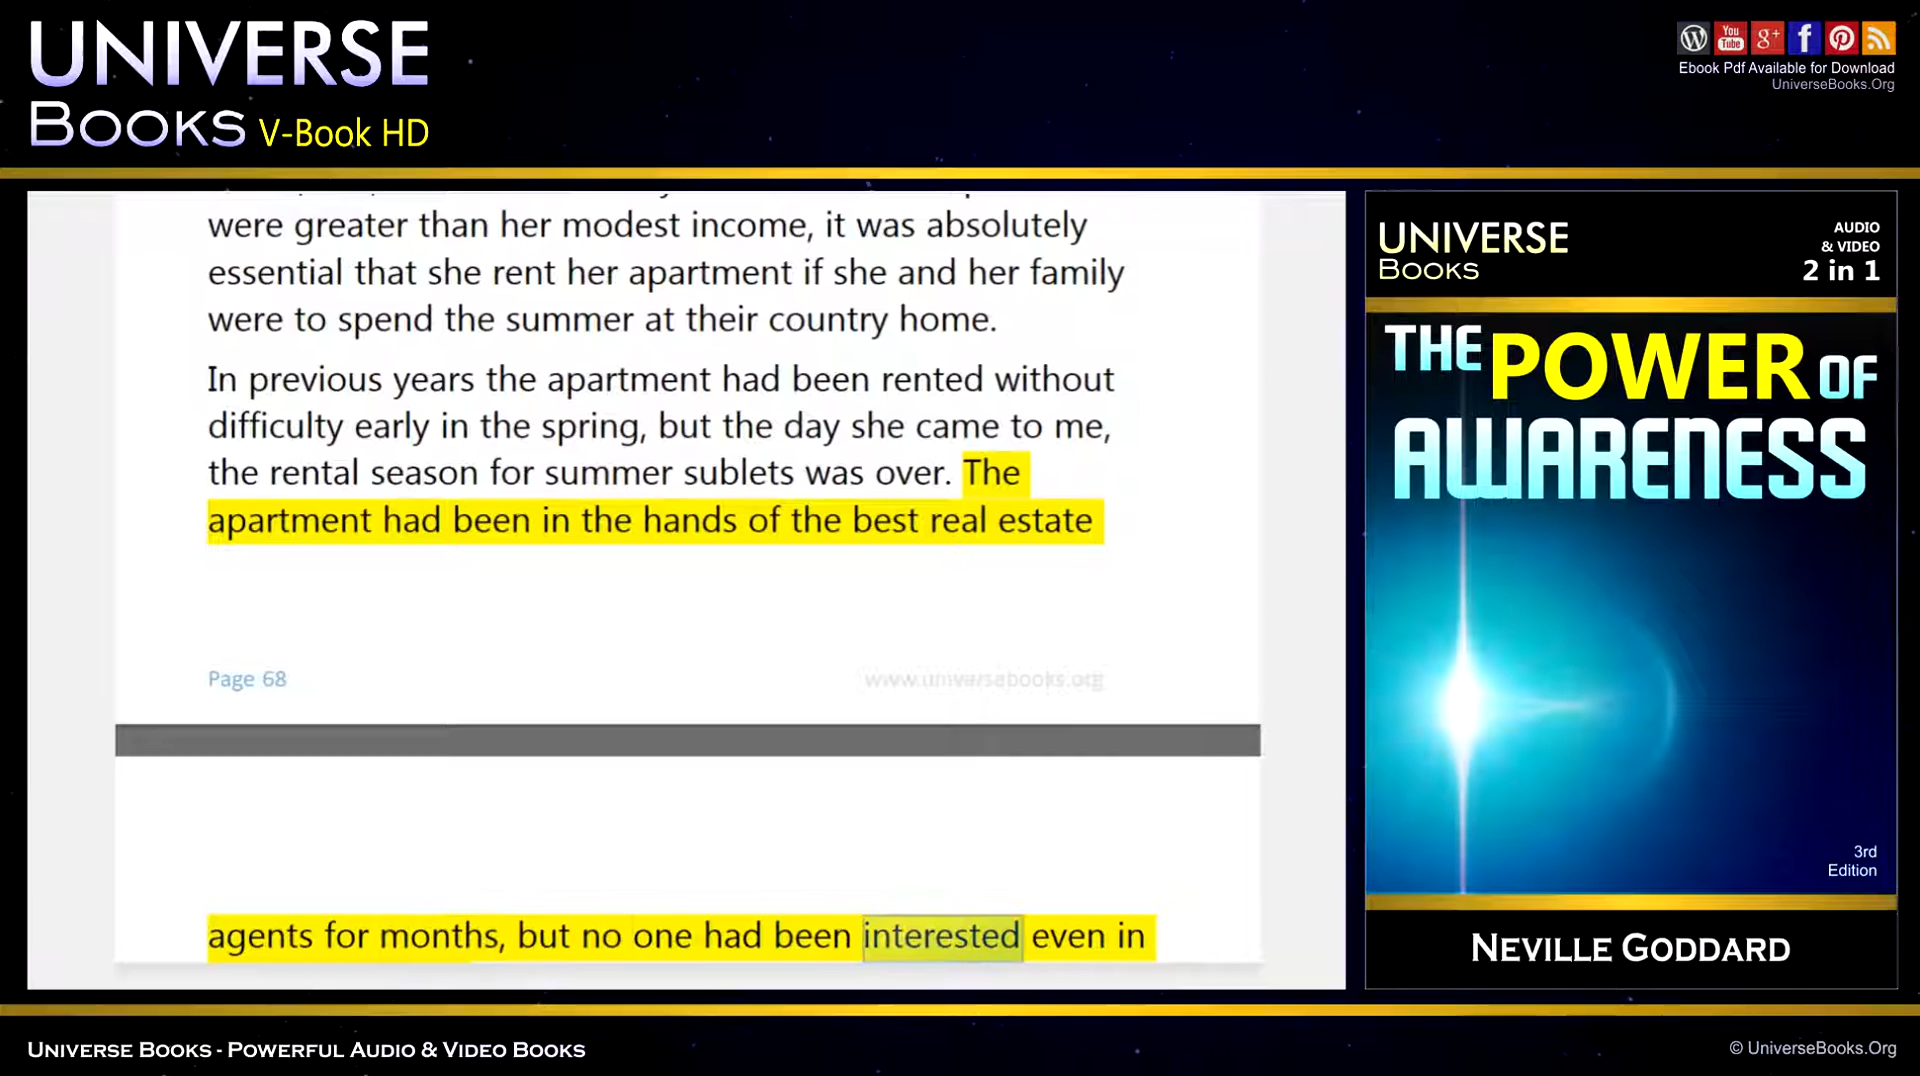 UNIVERSE
BOOKS V-Book HD
Ebook Pdf Available for Download
UniverseBooks.Org
were greater than her modest income, it was absolutely
essential that she rent her apartment if she and her family
were to spend the summer at their country home.
In previous years the apartment had been rented without
difficulty early in the spring, but the day she came to me,
the rental season for summer sublets was over. The
apartment had been in the hands of the best real estate
Page 68
www.universebooks.org
agents for months, but no one had been interested even in
UNIVERSE
BOOKS
AUDIO
& VIDEO
2 in 1
THE POWER OF
AWARENESS
3rd
Edition
NEVILLE GODDARD
UNIVERSE BOOKS - POWERFUL AUDIO & VIDEO BOOKS
© UniverseBooks.Org